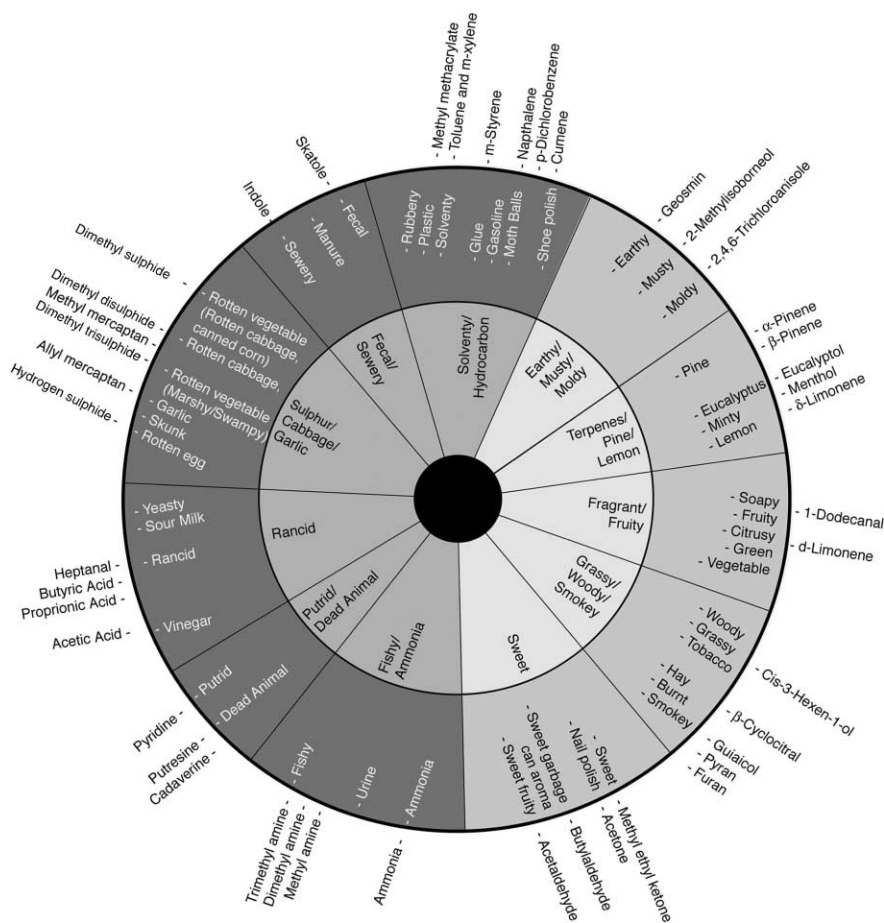 - Methyl methacrylate
- Toluene and m-xylene
- m-Styrene
- Napthalene
- p-Dichlorobenzene
- Cumene
- Geosmin
- 2-Methylisoborneol
- 2,4,6-Trichloroanisole
- α-Pinene
- β-Pinene
- Eucalyptol
- Menthol
- δ-Limonene
- 1-Dodecanal
- d-Limonene
- Cis-3-Hexen-1-ol
- β-Cyclocitral
- Guiaicol
- Pyran
- Furan
- Methyl ethyl ketone
- Acetone
- Butylaldehyde
- Acetaldehyde
Ammonia -
Methyl amine -
Dimethyl amine -
Trimethyl amine -
Cadaverine -
Putresine -
Pyridine -
Acetic Acid -
Proprionic Acid -
Butyric Acid -
Heptanal -
Hydrogen sulphide -
Allyl mercaptan -
Dimethyl trisulphide -
Methyl mercaptan -
Dimethyl disulphide -
Dimethyl sulphide -
Indole -
Skatole -
- Rubbery
- Plastic
- Solventy
- Glue
- Gasoline
- Moth Balls
- Shoe polish
- Earthy
- Musty
- Moldy
- Pine
- Eucalyptus
- Minty
- Lemon
- Soapy
- Fruity
- Citrusy
- Green
- Vegetable
- Woody
- Grassy
- Tobacco
- Hay
- Burnt
- Smokey
- Sweet
- Nail polish
- Sweet garbage
can aroma
- Sweet fruity
- Ammonia
- Urine
- Fishy
- Dead Animal
- Putrid
- Vinegar
- Rancid
- Sour Milk
- Yeasty
- Rotten egg
- Skunk
- Garlic
- Rotten vegetable
(Marshy/Swampy)
- Rotten cabbage,
- Rotten vegetable
(Rotten cabbage,
canned corn)
- Sewery
- Manure
- Fecal
Solventy/
Hydrocarbon
Earthy/
Musty/
Moldy
Terpenes/
Pine/
Lemon
Fragrant/
Fruity
Grassy/
Woody/
Smokey
Sweet
Fishy/
Ammonia
Putrid/
Dead Animal
Rancid
Sulphur/
Cabbage/
Garlic
Fecal/
Sewery